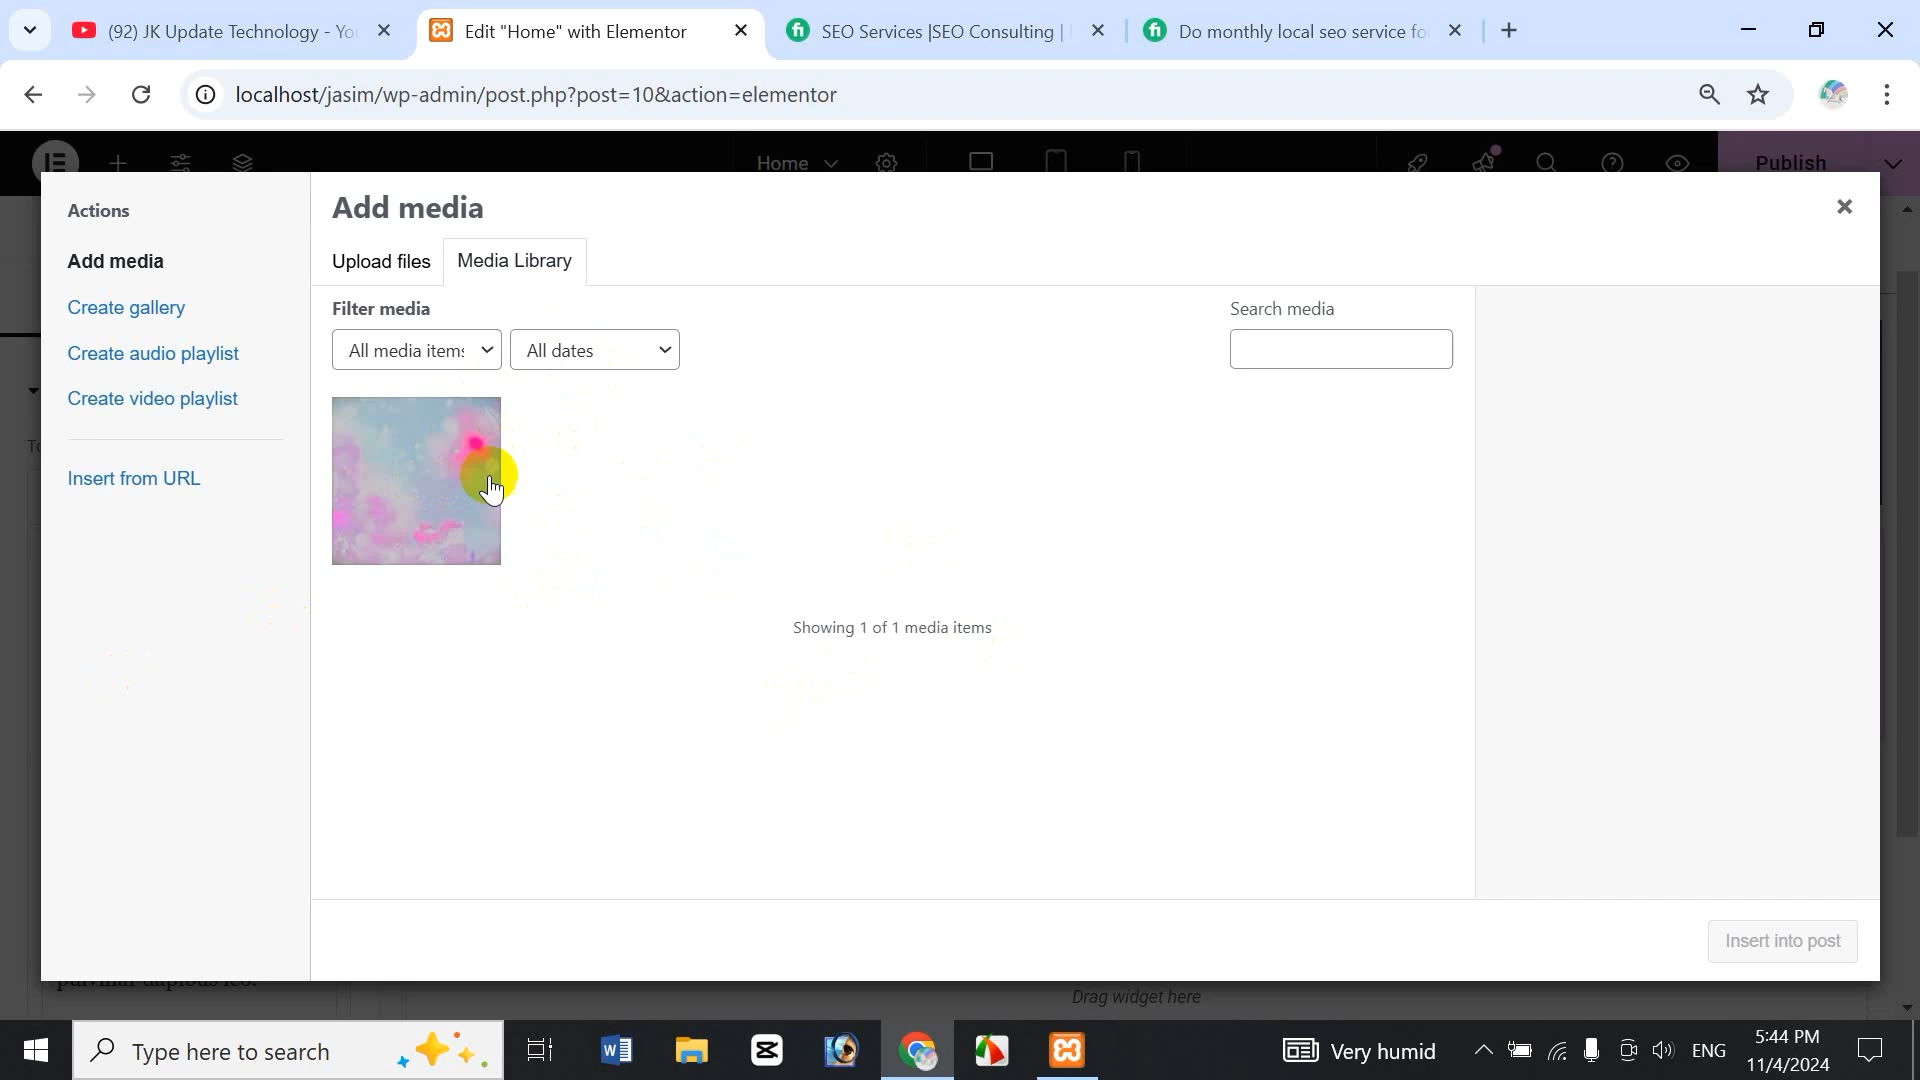 (92) JK Update Technology - Yo
Edit "Home" with Elementor
SEO Services |SEO Consulting |
Do monthly local seo service fo
localhost/jasim/wp-admin/post.php?post=10&action=elementor
Home
Publish
Actions
Add media
Create gallery
Create audio playlist
Create video playlist
Insert from URL
Add media
Upload files
Media Library
Filter media
Search media
All media items
All dates
Showing 1 of 1 media items
Insert into post
pulvinar dapibus leo.
Drag widget here
Type here to search
Very humid
ENG
5:44 PM
11/4/2024